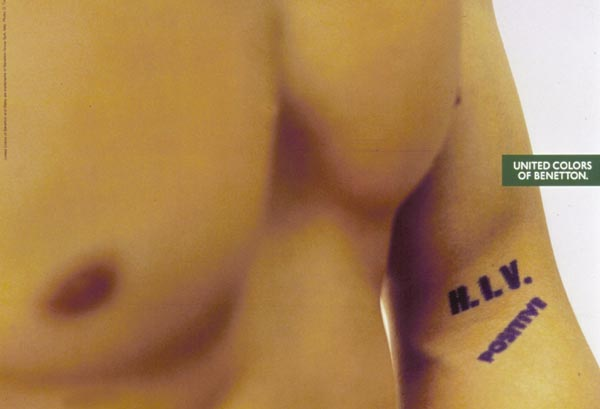 UNITED COLORS
OF BENETTON.
H.I.V.
POSITIVE